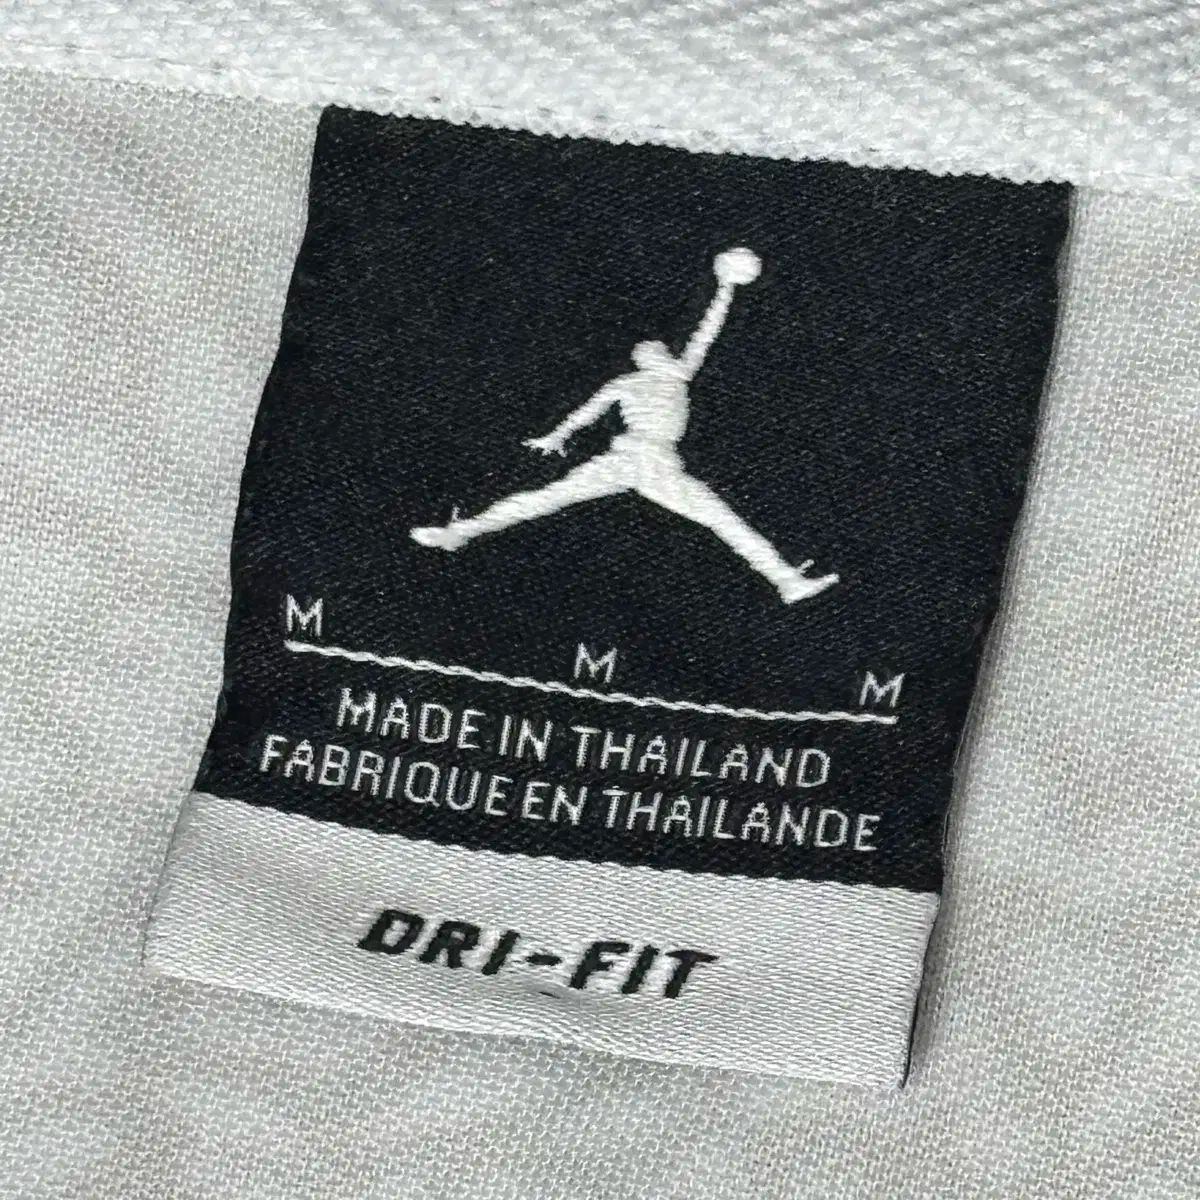 M M M
MADE IN THAILAND
FABRIQUE EN THAILANDE
DRI-FIT